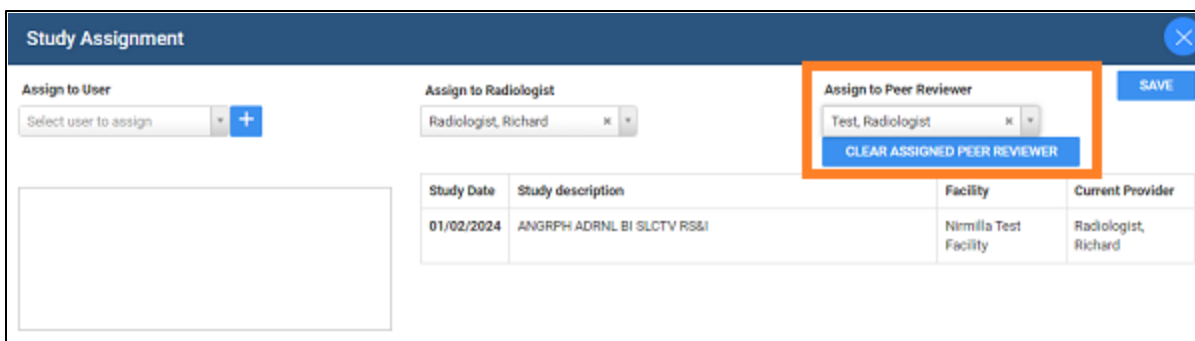 Study Assignment
Assign to User
Assign to Radiologist
Assign to Peer Reviewer
SAVE
Select user to assign
+
Radiologist, Richard
Test, Radiologist
CLEAR ASSIGNED PEER REVIEWER
Study Date Study description Facility Current Provider
01/02/2024 ANGRPH ADRNL BI SLCTV RS&I Nirmilla Test Radiologist,
Facility Richard